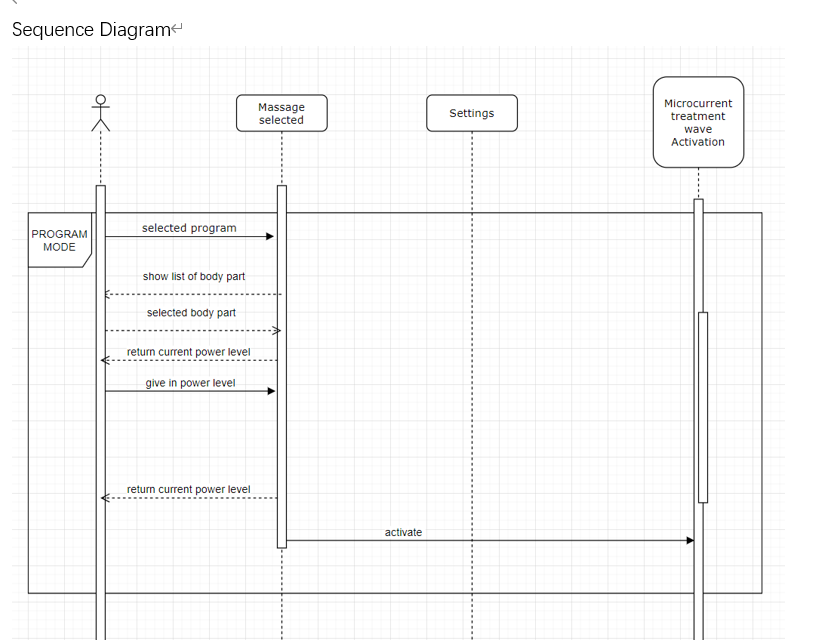 Sequence Diagram↵
Massage
selected
Settings
Microcurrent
treatment
wave
Activation
PROGRAM
MODE
selected program
show list of body part
selected body part
return current power level
give in power level
return current power level
activate